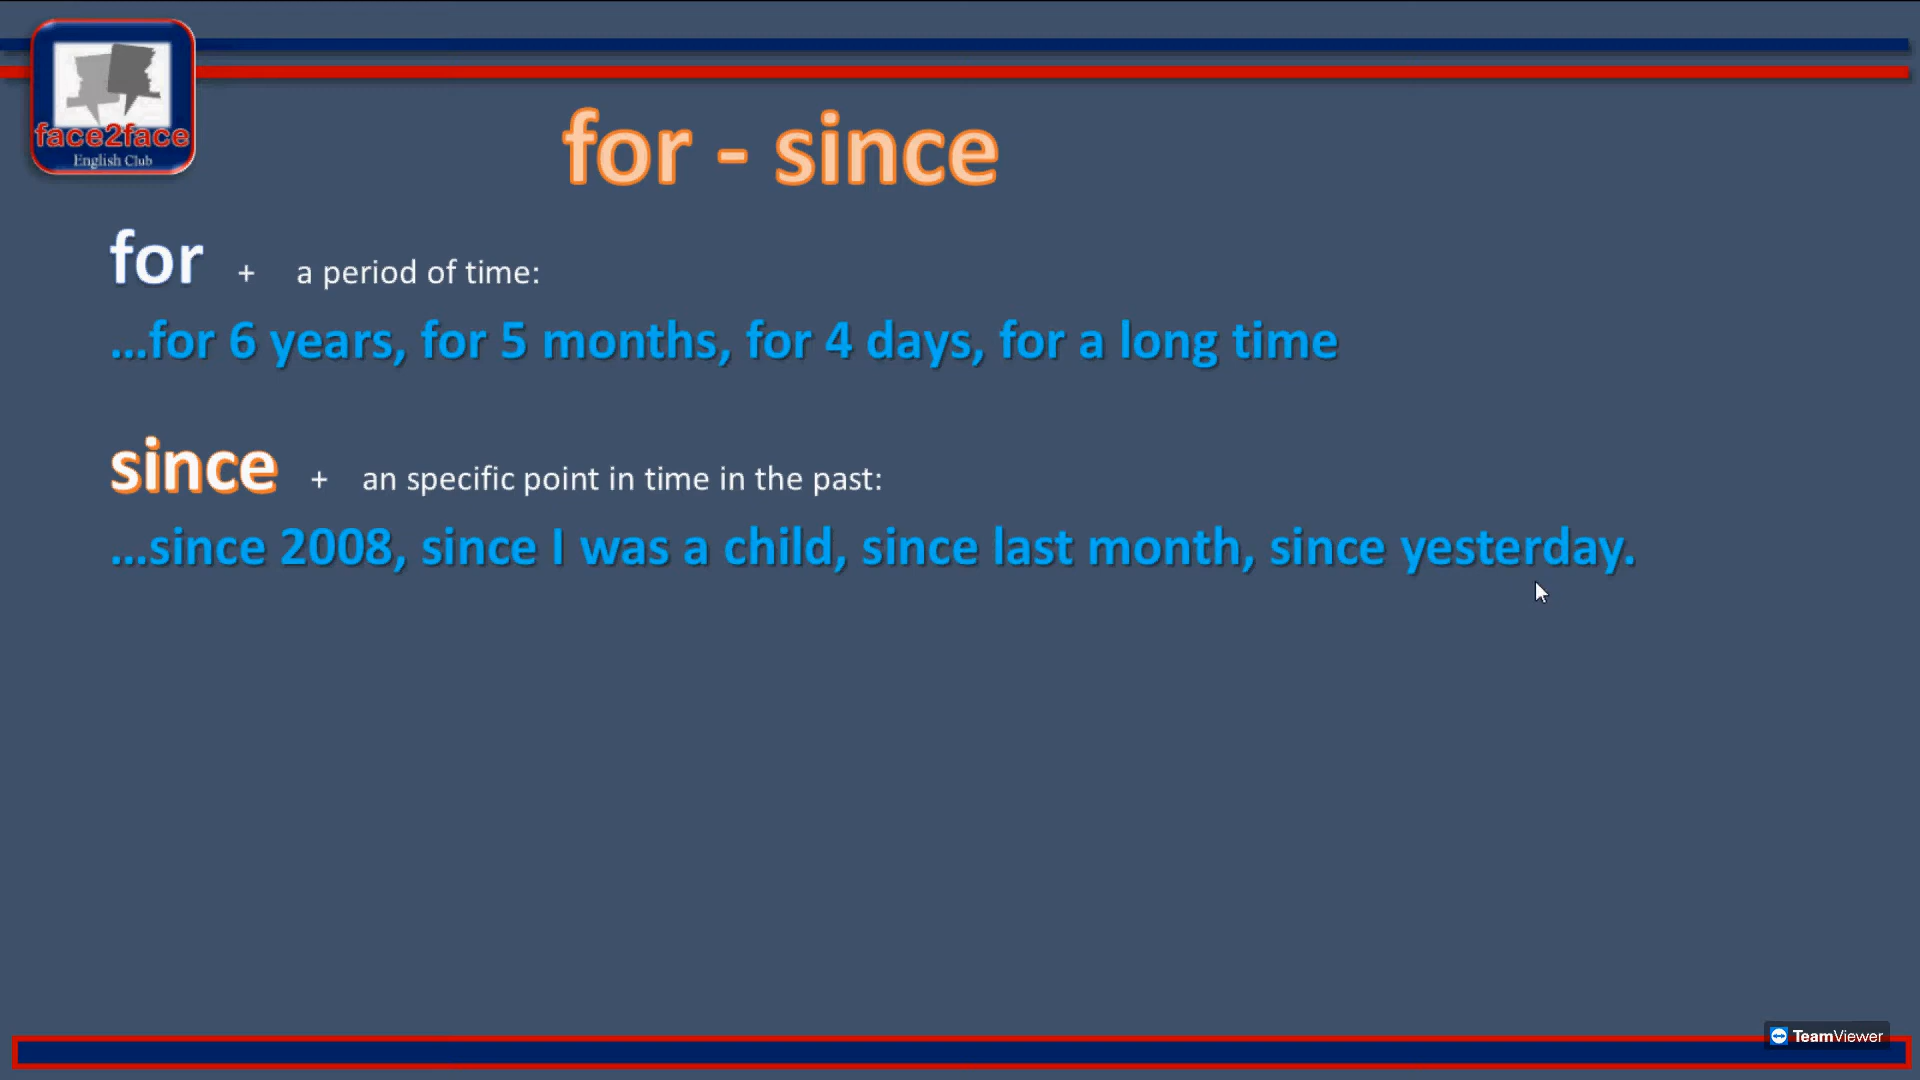 face2face
English Club
for - since
for + a period of time:
...for 6 years, for 5 months, for 4 days, for a long time
since + an specific point in time in the past:
...since 2008, since I was a child, since last month, since yesterday.
TeamViewer